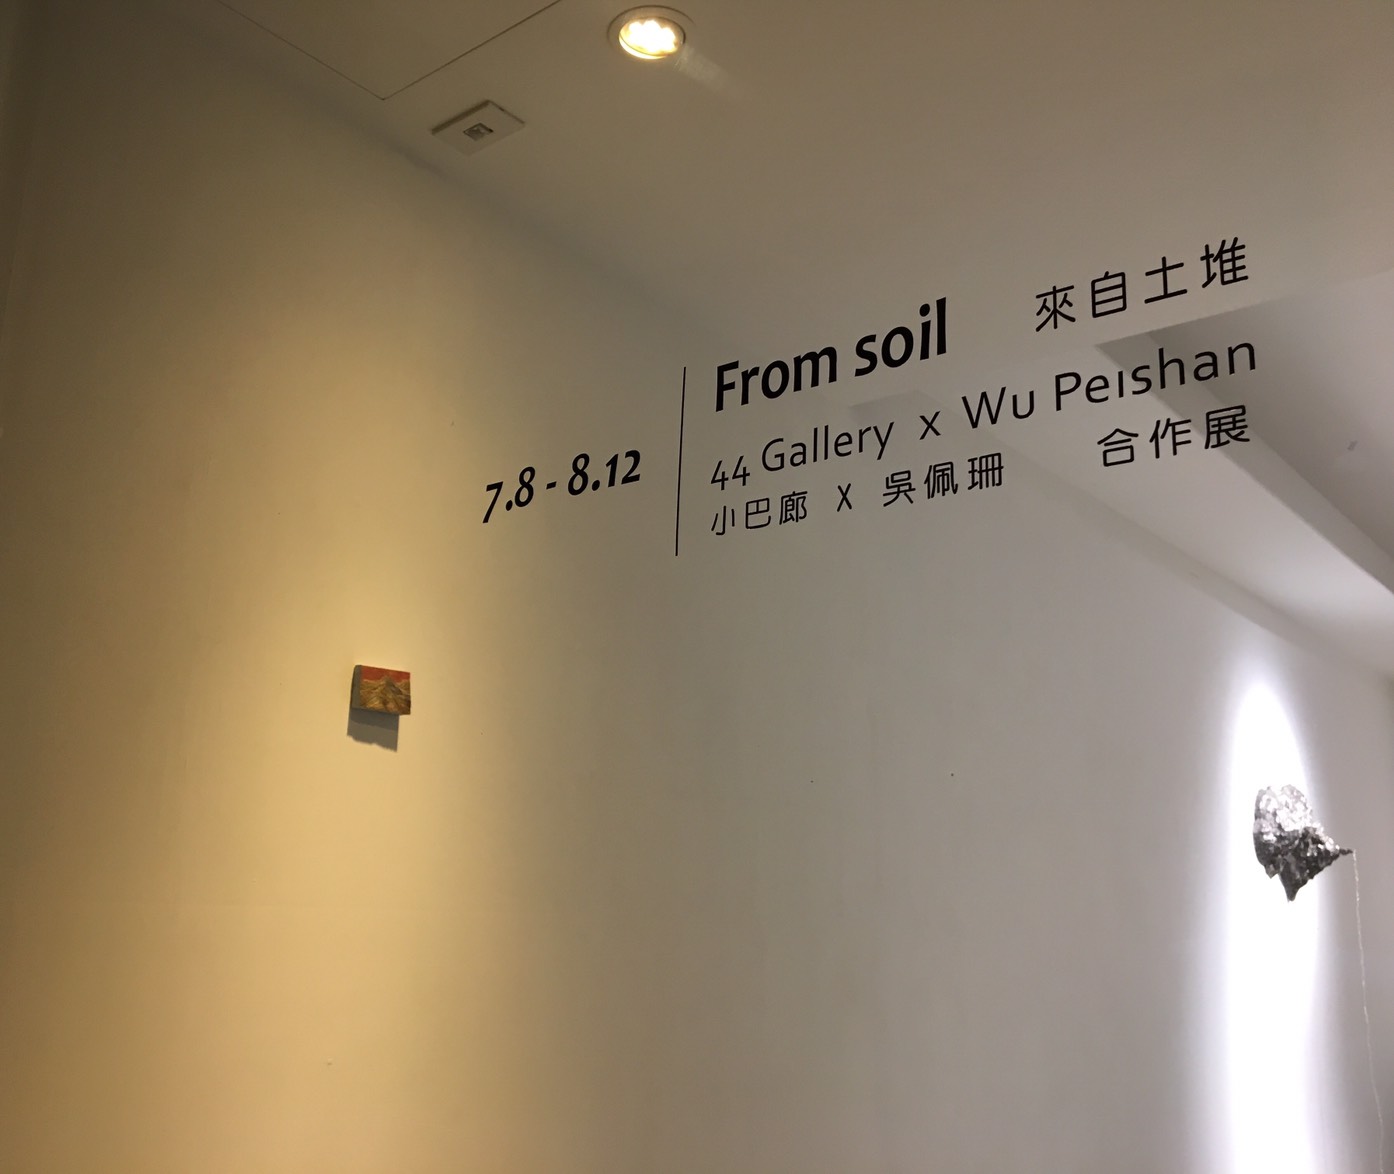 7.8 - 8.12
From soil 來自土堆
44 Gallery x Wu Peishan
小巴廊 X 吳佩珊 合作展